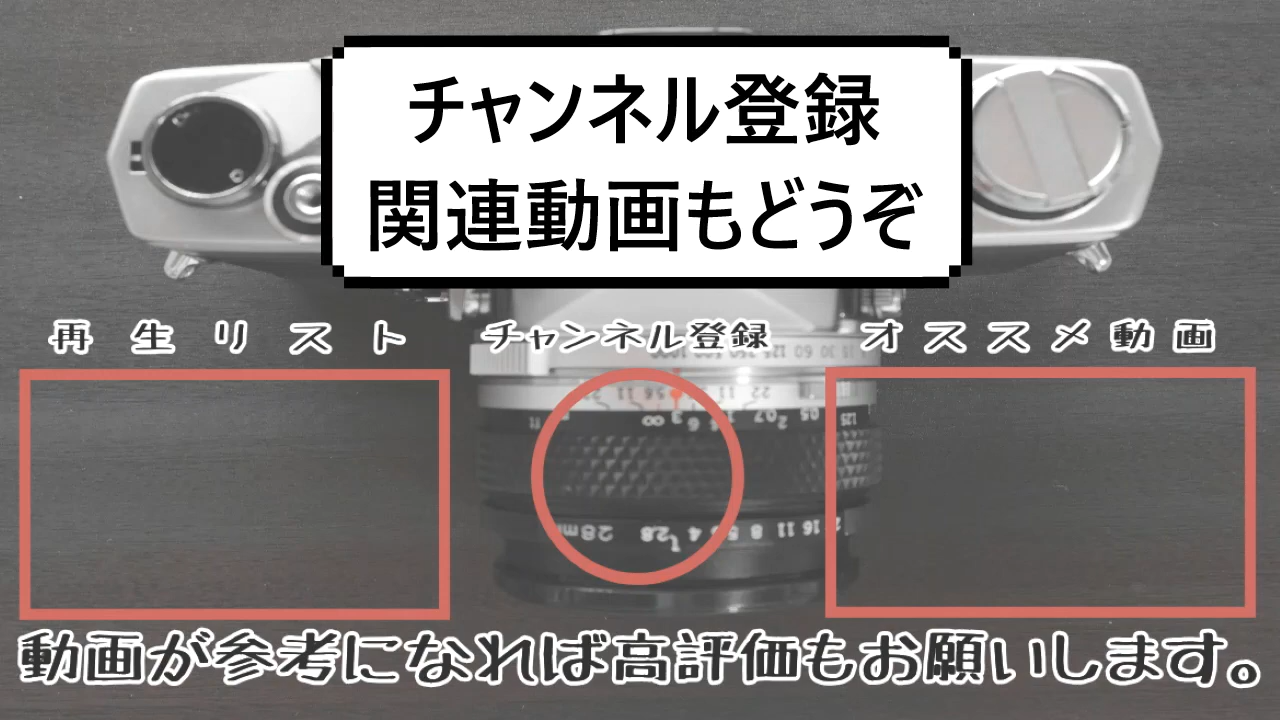 チャンネル登録
関連動画もどうぞ
再生リスト
チャンネル登録
オススメ動画
動画が参考になれば高評価もお願いします。